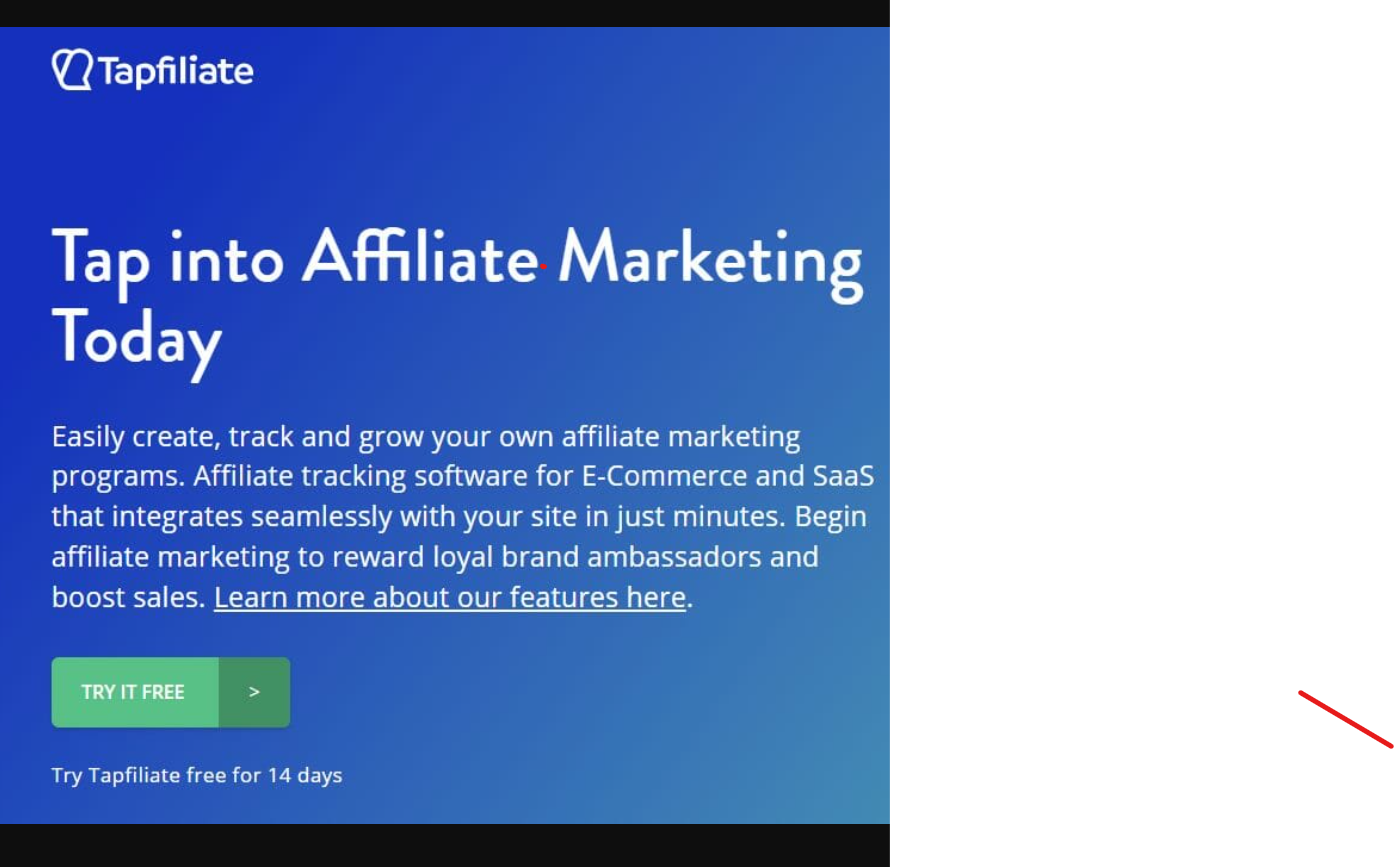 Tapfiliate
Tap into Affiliate Marketing
Today
Easily create, track and grow your own affiliate marketing
programs. Affiliate tracking software for E-Commerce and SaaS
that integrates seamlessly with your site in just minutes. Begin
affiliate marketing to reward loyal brand ambassadors and
boost sales. Learn more about our features here.
TRY IT FREE >
Try Tapfiliate free for 14 days